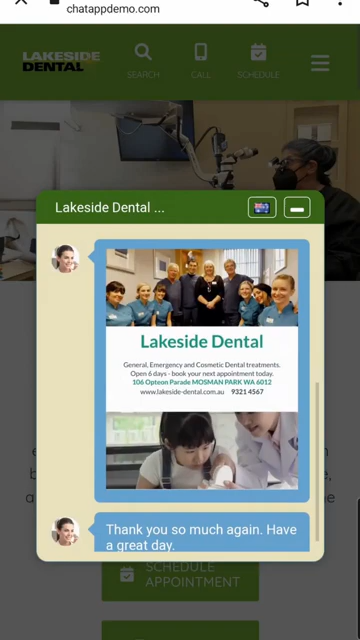 chatappdemo.com
LAKESIDE
DENTAL
SEARCH
CALL
SCHEDULE
Lakeside Dental ...
Lakeside Dental
General, Emergency and Cosmetic Dental treatments.
Open 6 days - book your next appointment today.
106 Opteon Parade MOSMAN PARK WA 6012
www.lakeside-dental.com.au 9321 4567
Thank you so much again. Have
a great day.
SCHEDULE
APPOINTMENT